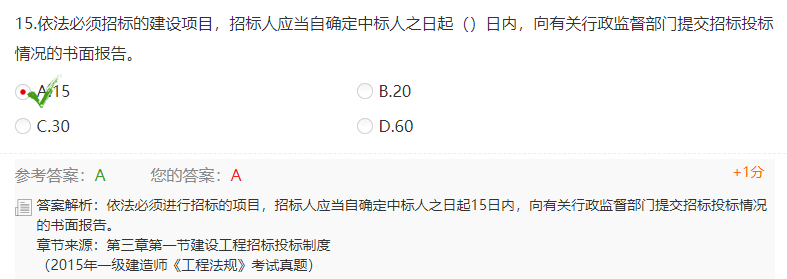 15.依法必须招标的建设项目，招标人应当自确定中标人之日起（）日内，向有关行政监督部门提交招标投标
情况的书面报告。
A.15 B.20
C.30 D.60
参考答案：A 您的答案：A +1分
答案解析：依法必须进行招标的项目，招标人应当自确定中标人之日起15日内，向有关行政监督部门提交招标投标情况
的书面报告。
章节来源：第三章第一节建设工程招标投标制度
（2015年一级建造师《工程法规》考试真题）